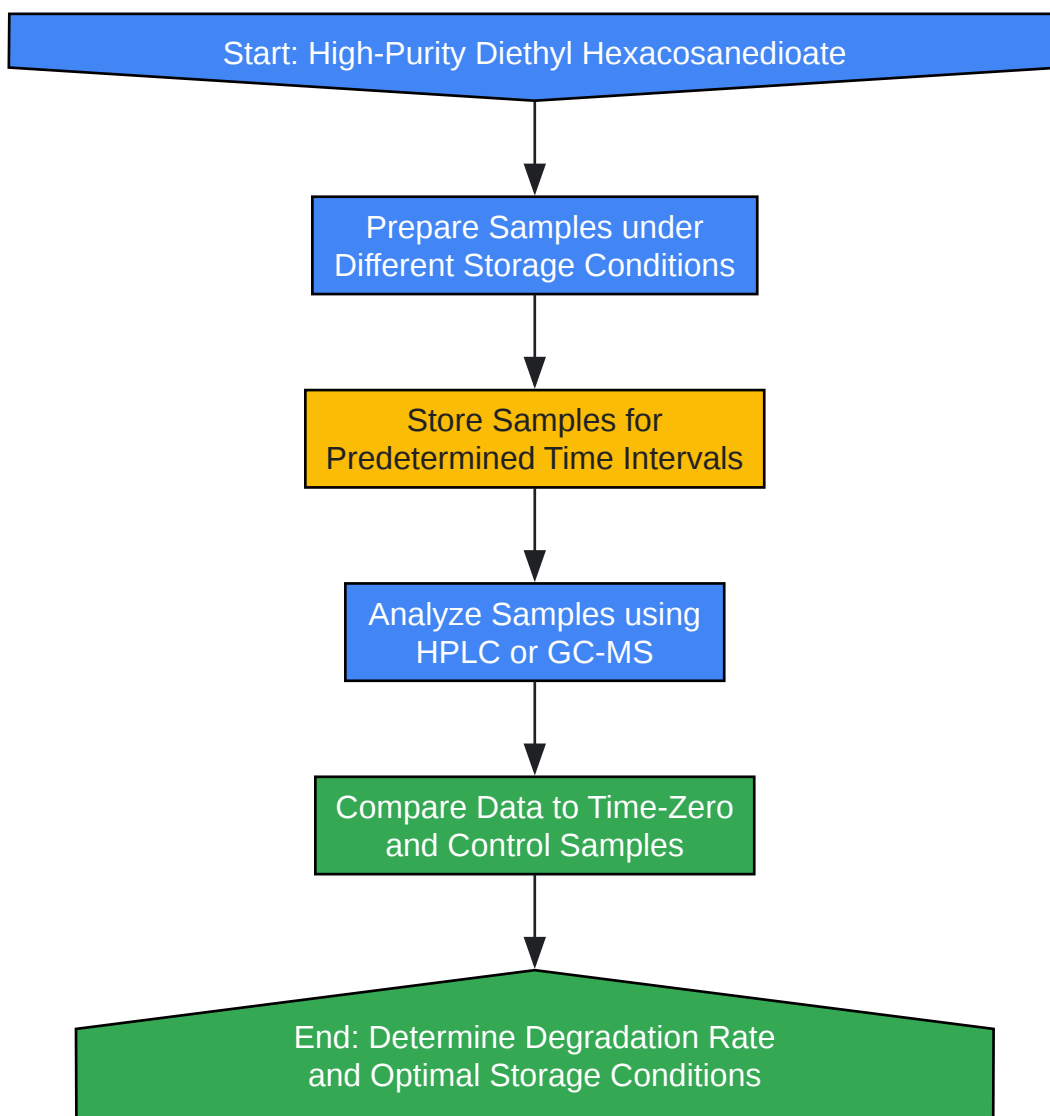 Start: High-Purity Diethyl Hexacosanedioate
Prepare Samples under
Different Storage Conditions
Store Samples for
Predetermined Time Intervals
Analyze Samples using
HPLC or GC-MS
Compare Data to Time-Zero
and Control Samples
End: Determine Degradation Rate
and Optimal Storage Conditions